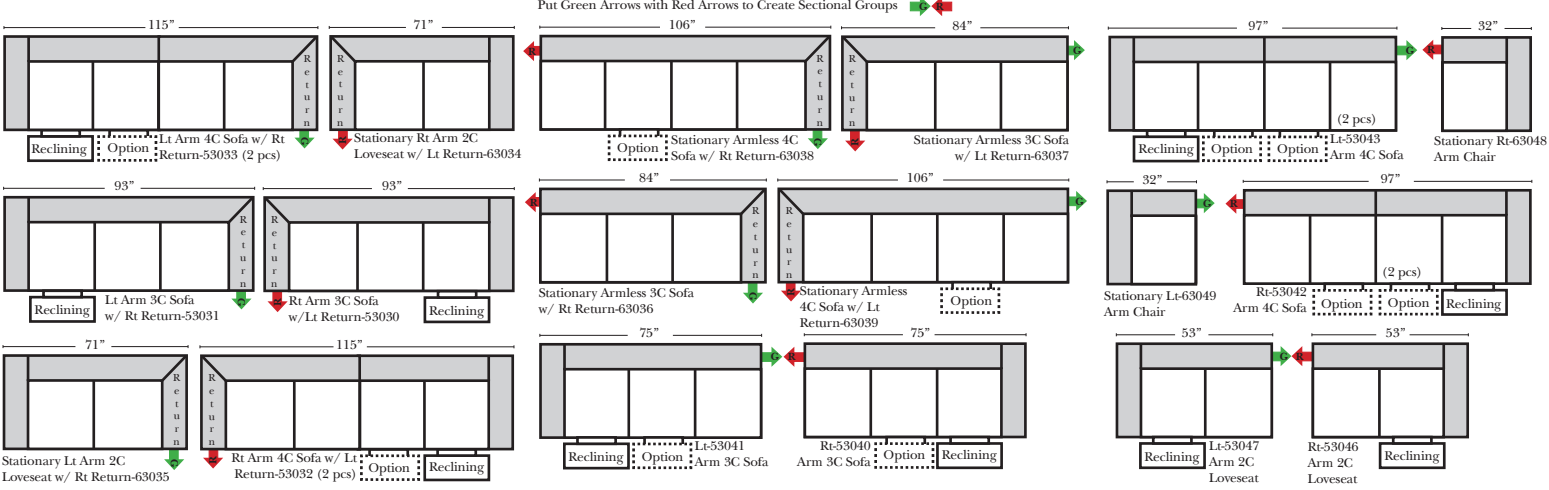 Put Green Arrows with Red Arrows to Create Sectional Groups G R
115"
Return
G
Reclining
Option
Lt Arm 4C Sofa w/ Rt
Return-53033 (2 pcs)
71"
Return
R
Stationary Rt Arm 2C
Loveseat w/ Lt Return-63034
106"
R
Return
G
Option
Stationary Armless 4C
Sofa w/ Rt Return-63038
84"
Return
R
G
Stationary Armless 3C Sofa
w/ Lt Return-63037
97"
G
(2 pcs)
Reclining
Option
Option
Lt-53043
Arm 4C Sofa
32"
R
Stationary Rt-63048
Arm Chair
93"
Return
G
Reclining
Lt Arm 3C Sofa
w/ Rt Return-53031
93"
Return
R
Rt Arm 3C Sofa
w/Lt Return-53030
Reclining
84"
R
Return
G
Stationary Armless 3C Sofa
w/ Rt Return-63036
106"
Return
R
G
Stationary Armless
4C Sofa w/ Lt
Return-63039
Option
32"
G
Stationary Lt-63049
Arm Chair
97"
R
(2 pcs)
Rt-53042
Arm 4C Sofa
Option
Option
Reclining
71"
Return
G
Stationary Lt Arm 2C
Loveseat w/ Rt Return-63035
115"
Return
R
Rt Arm 4C Sofa w/ Lt
Return-53032 (2 pcs)
Option
Reclining
75"
G
Reclining
Option
Lt-53041
Arm 3C Sofa
75"
R
Rt-53040
Arm 3C Sofa
Option
Reclining
53"
G
Reclining
Lt-53047
Arm 2C
Loveseat
53"
R
Rt-53046
Arm 2C
Loveseat
Reclining